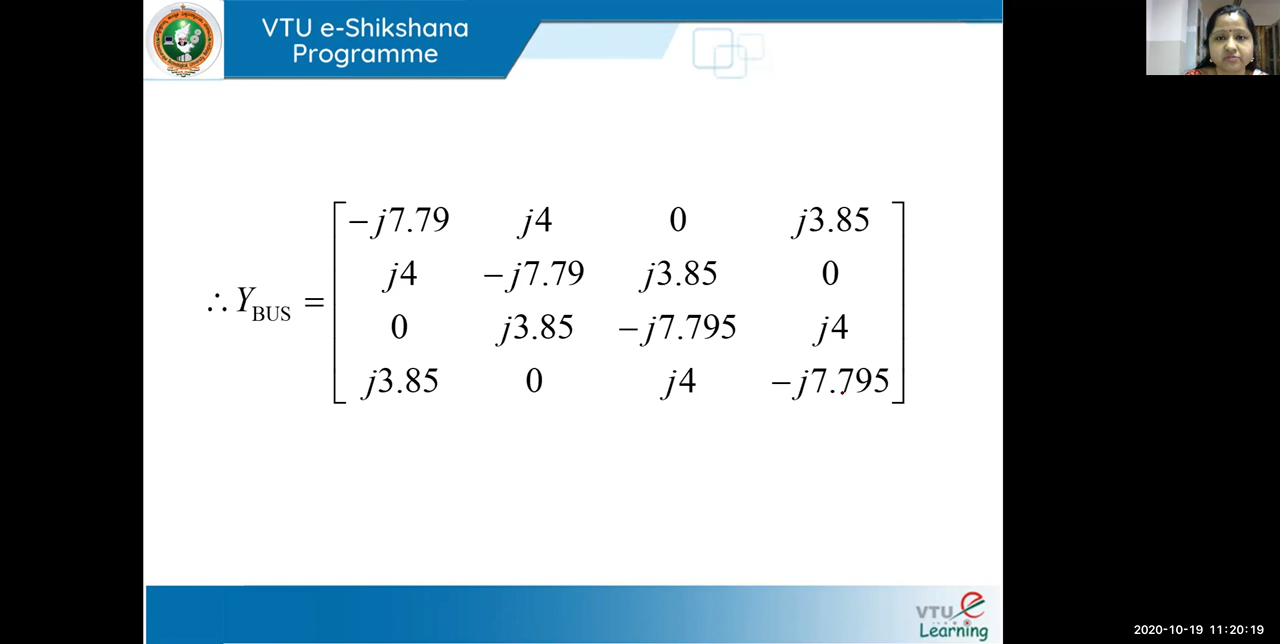 VTU e-Shikshana
Programme
−j7.79 j4 0 j3.85
j4 −j7.79 j3.85 0
∴ Y_BUS =
0 j3.85 −j7.795 j4
j3.85 0 j4 −j7.795
VTU
Learning
2020-10-19 11:20:19